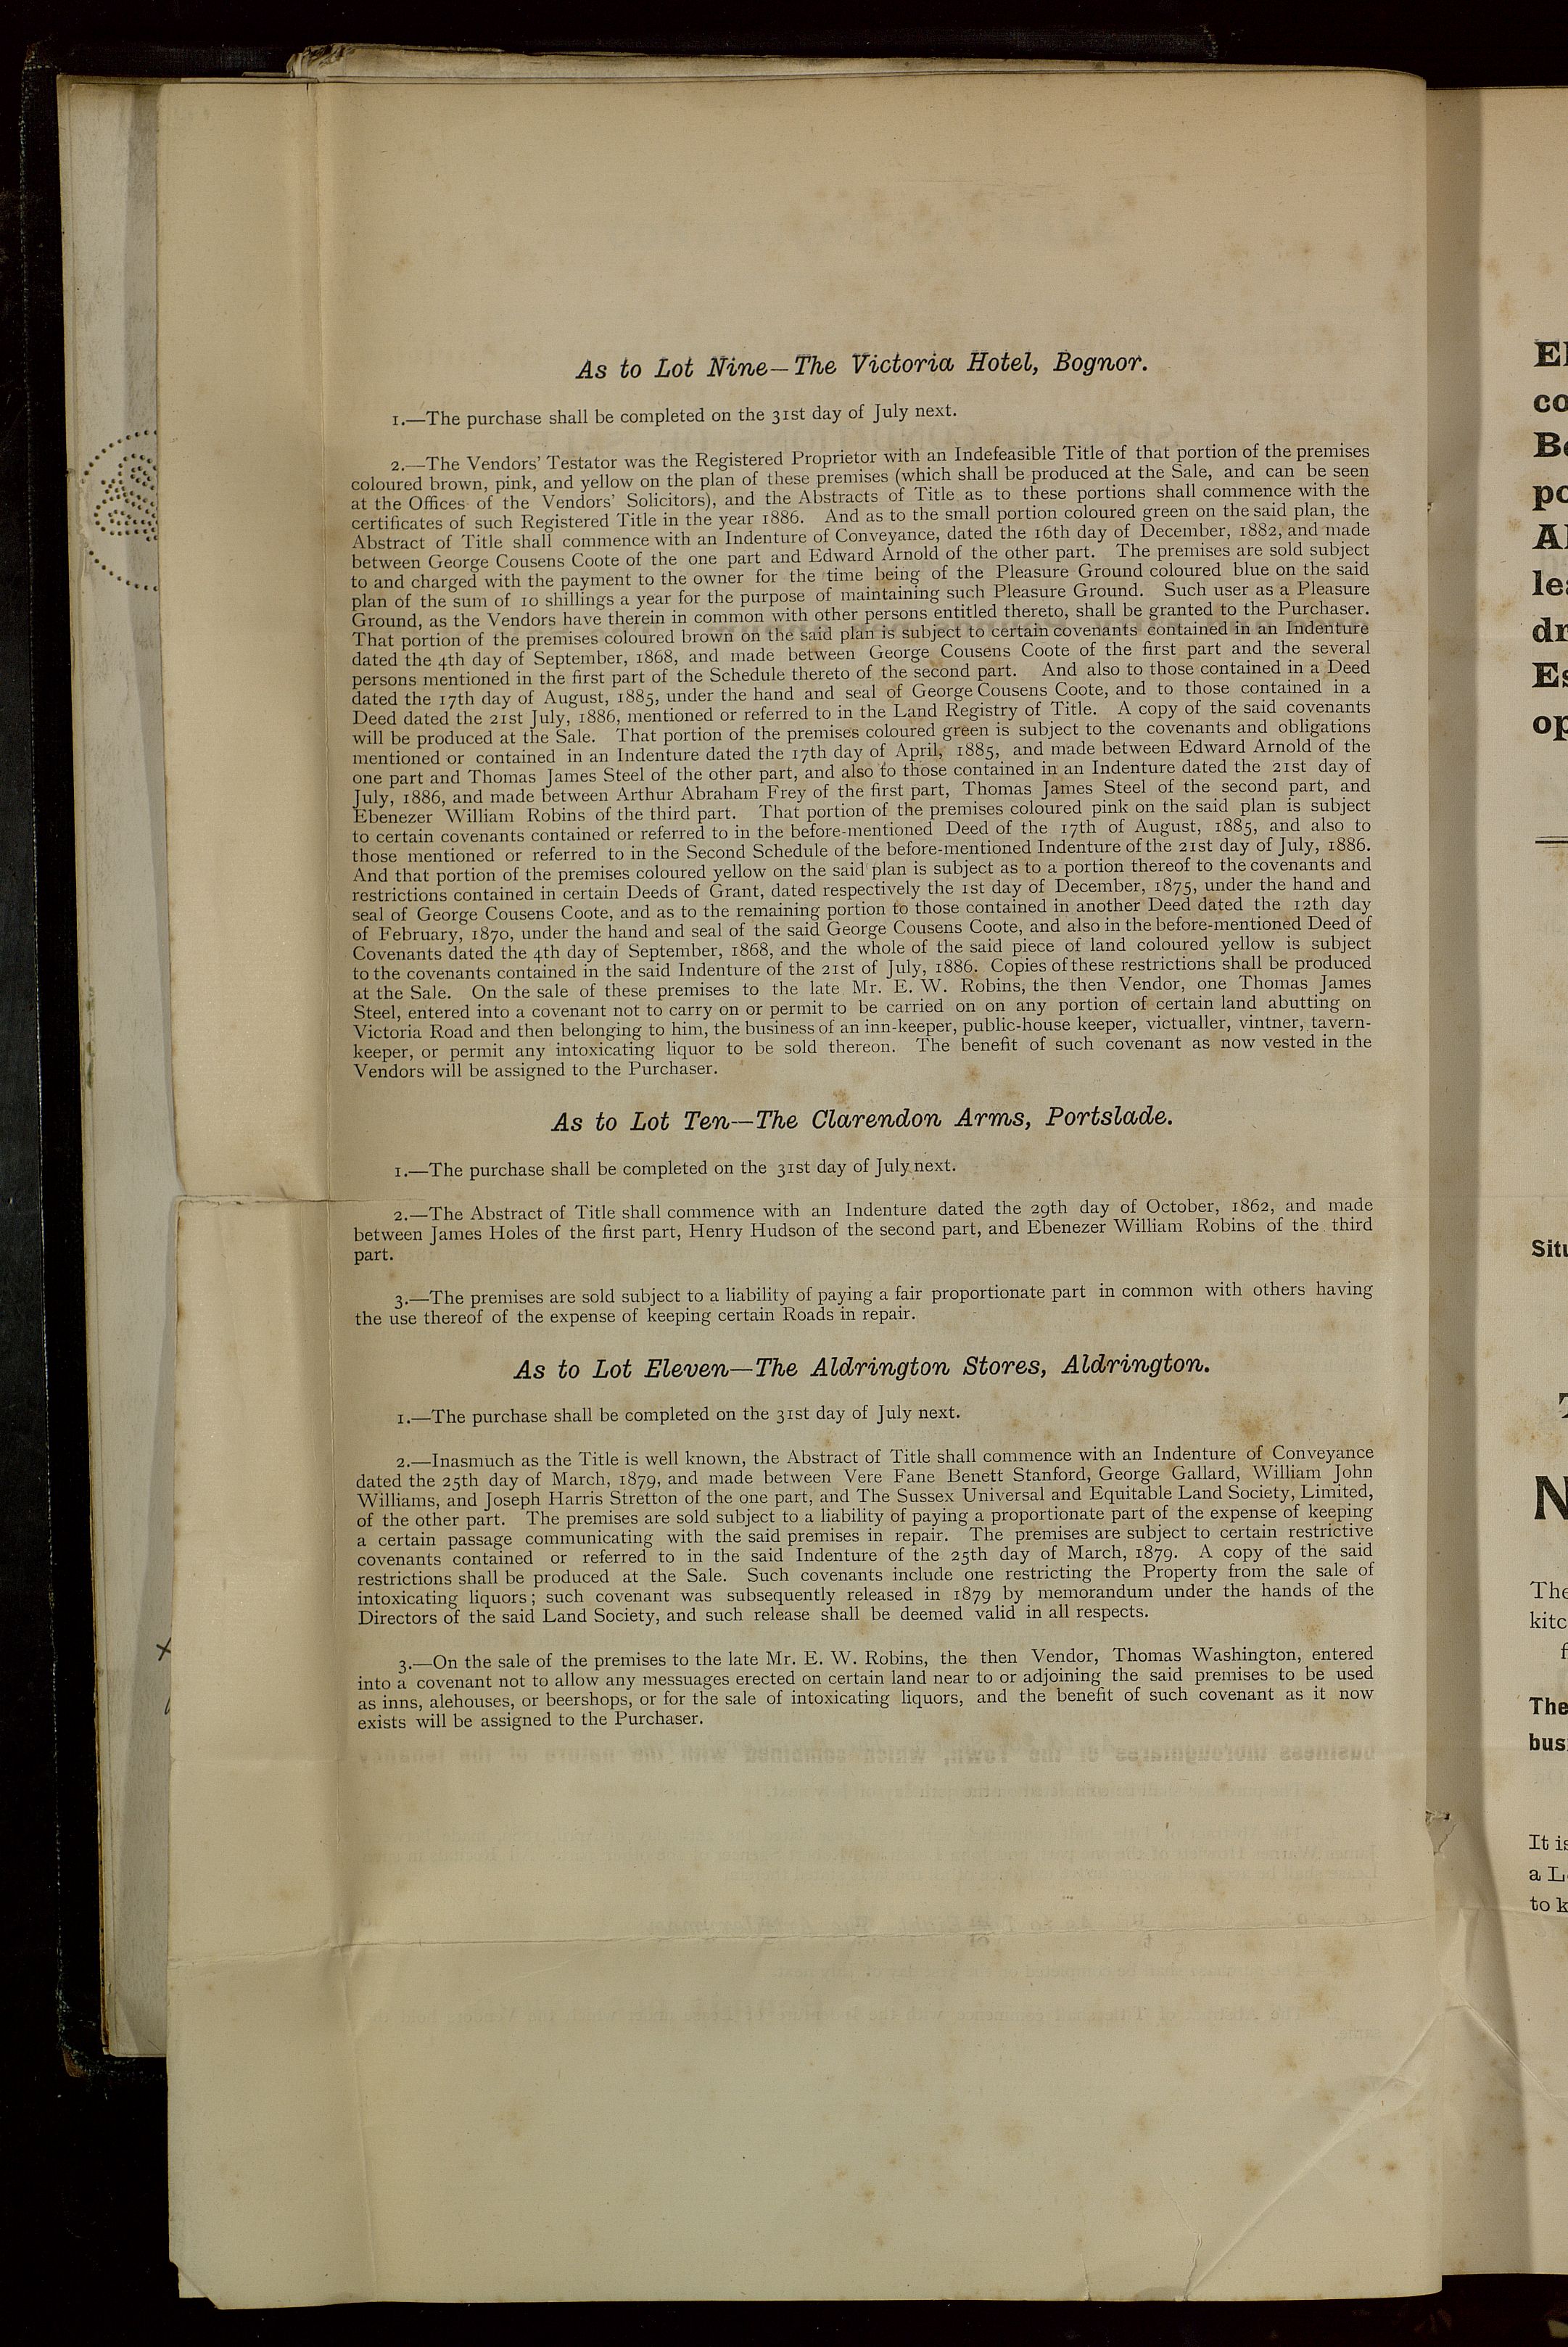 As to Lot Nine—The Victoria Hotel, Bognor.
1.—The purchase shall be completed on the 31st day of July next.
2.—The Vendors' Testator was the Registered Proprietor with an Indefeasible Title of that portion of the premises
coloured brown, pink, and yellow on the plan of these premises (which shall be produced at the Sale, and can be seen
at the Offices of the Vendors' Solicitors), and the Abstracts of Title as to these portions shall commence with the
certificates of such Registered Title in the year 1886. And as to the small portion coloured green on the said plan, the
Abstract of Title shall commence with an Indenture of Conveyance, dated the 16th day of December, 1882, and made
between George Cousens Coote of the one part and Edward Arnold of the other part. The premises are sold subject
to and charged with the payment to the owner for the time being of the Pleasure Ground coloured blue on the said
plan of the sum of 10 shillings a year for the purpose of maintaining such Pleasure Ground. Such user as a Pleasure
Ground, as the Vendors have therein in common with other persons entitled thereto, shall be granted to the Purchaser.
That portion of the premises coloured brown on the said plan is subject to certain covenants contained in an Indenture
dated the 4th day of September, 1868, and made between George Cousens Coote of the first part and the several
persons mentioned in the first part of the Schedule thereto of the second part. And also to those contained in a Deed
dated the 17th day of August, 1885, under the hand and seal of George Cousens Coote, and to those contained in a
Deed dated the 21st July, 1886, mentioned or referred to in the Land Registry of Title. A copy of the said covenants
will be produced at the Sale. That portion of the premises coloured green is subject to the covenants and obligations
mentioned or contained in an Indenture dated the 17th day of April, 1885, and made between Edward Arnold of the
one part and Thomas James Steel of the other part, and also to those contained in an Indenture dated the 21st day of
July, 1886, and made between Arthur Abraham Frey of the first part, Thomas James Steel of the second part, and
Ebenezer William Robins of the third part. That portion of the premises coloured pink on the said plan is subject
to certain covenants contained or referred to in the before-mentioned Deed of the 17th of August, 1885, and also to
those mentioned or referred to in the Second Schedule of the before-mentioned Indenture of the 21st day of July, 1886.
And that portion of the premises coloured yellow on the said plan is subject as to a portion thereof to the covenants and
restrictions contained in certain Deeds of Grant, dated respectively the 1st day of December, 1875, under the hand and
seal of George Cousens Coote, and as to the remaining portion to those contained in another Deed dated the 12th day
of February, 1870, under the hand and seal of the said George Cousens Coote, and also in the before-mentioned Deed of
Covenants dated the 4th day of September, 1868, and the whole of the said piece of land coloured yellow is subject
to the covenants contained in the said Indenture of the 21st of July, 1886. Copies of these restrictions shall be produced
at the Sale. On the sale of these premises to the late Mr. E. W. Robins, the then Vendor, one Thomas James
Steel, entered into a covenant not to carry on or permit to be carried on on any portion of certain land abutting on
Victoria Road and then belonging to him, the business of an inn-keeper, public-house keeper, victualler, vintner, tavern-
keeper, or permit any intoxicating liquor to be sold thereon. The benefit of such covenant as now vested in the
Vendors will be assigned to the Purchaser.
As to Lot Ten—The Clarendon Arms, Portslade.
1.—The purchase shall be completed on the 31st day of July next.
2.—The Abstract of Title shall commence with an Indenture dated the 29th day of October, 1862, and made
between James Holes of the first part, Henry Hudson of the second part, and Ebenezer William Robins of the third
part.
3.—The premises are sold subject to a liability of paying a fair proportionate part in common with others having
the use thereof of the expense of keeping certain Roads in repair.
As to Lot Eleven—The Aldrington Stores, Aldrington.
1.—The purchase shall be completed on the 31st day of July next.
2.—Inasmuch as the Title is well known, the Abstract of Title shall commence with an Indenture of Conveyance
dated the 25th day of March, 1879, and made between Vere Fane Benett Stanford, George Gallard, William John
Williams, and Joseph Harris Stretton of the one part, and The Sussex Universal and Equitable Land Society, Limited,
of the other part. The premises are sold subject to a liability of paying a proportionate part of the expense of keeping
a certain passage communicating with the said premises in repair. The premises are subject to certain restrictive
covenants contained or referred to in the said Indenture of the 25th day of March, 1879. A copy of the said
restrictions shall be produced at the Sale. Such covenants include one restricting the Property from the sale of
intoxicating liquors; such covenant was subsequently released in 1879 by memorandum under the hands of the
Directors of the said Land Society, and such release shall be deemed valid in all respects.
3.—On the sale of the premises to the late Mr. E. W. Robins, the then Vendor, Thomas Washington, entered
into a covenant not to allow any messuages erected on certain land near to or adjoining the said premises to be used
as inns, alehouses, or beershops, or for the sale of intoxicating liquors, and the benefit of such covenant as it now
exists will be assigned to the Purchaser.
Situ
The
kitc
The
bus
It is
a L
to k